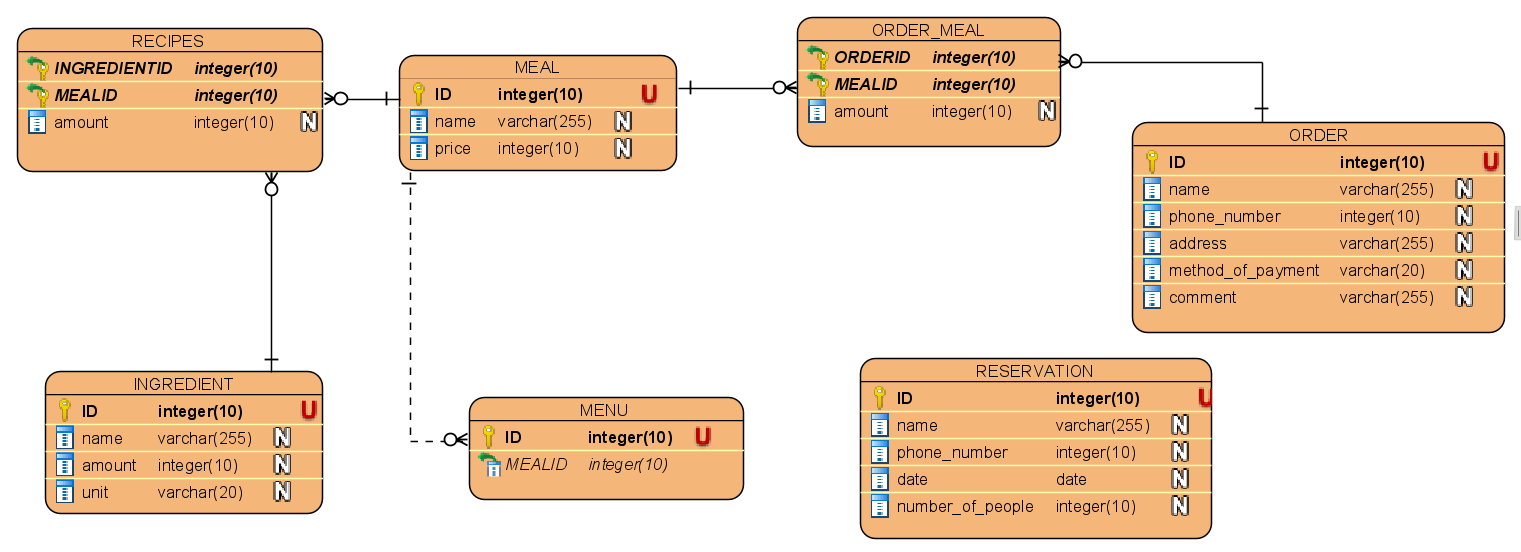 RECIPES
INGREDIENTID integer(10)
MEALID integer(10)
amount integer(10) N
MEAL
ID integer(10) U
name varchar(255) N
price integer(10) N
ORDER_MEAL
ORDERID integer(10)
MEALID integer(10)
amount integer(10) N
ORDER
ID integer(10) U
name varchar(255) N
phone_number integer(10) N
address varchar(255) N
method_of_payment varchar(20) N
comment varchar(255) N
INGREDIENT
ID integer(10) U
name varchar(255) N
amount integer(10) N
unit varchar(20) N
MENU
ID integer(10) U
MEALID integer(10)
RESERVATION
ID integer(10) U
name varchar(255) N
phone_number integer(10) N
date date N
number_of_people integer(10) N